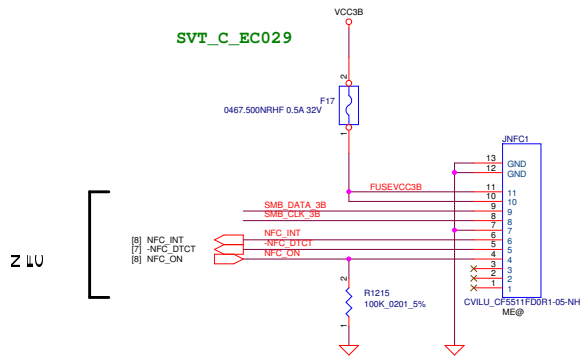 VCC3B
SVT_C_EC029
2
F17
0467.500NRHF 0.5A 32V
1
JNFC1
13 GND
12 GND
FUSEVCC3B 11 11
10 10
SMB_DATA_3B 9 9
SMB_CLK_3B 8 8
7 7
[8] NFC_INT NFC_INT 6 6
[7] -NFC_DTCT -NFC_DTCT 5 5
[8] NFC_ON NFC_ON 4 4
3 3
2 2
1 1
2
R1215
100K_0201_5%
1
CVILU_CF5511FD0R1-05-NH
ME@